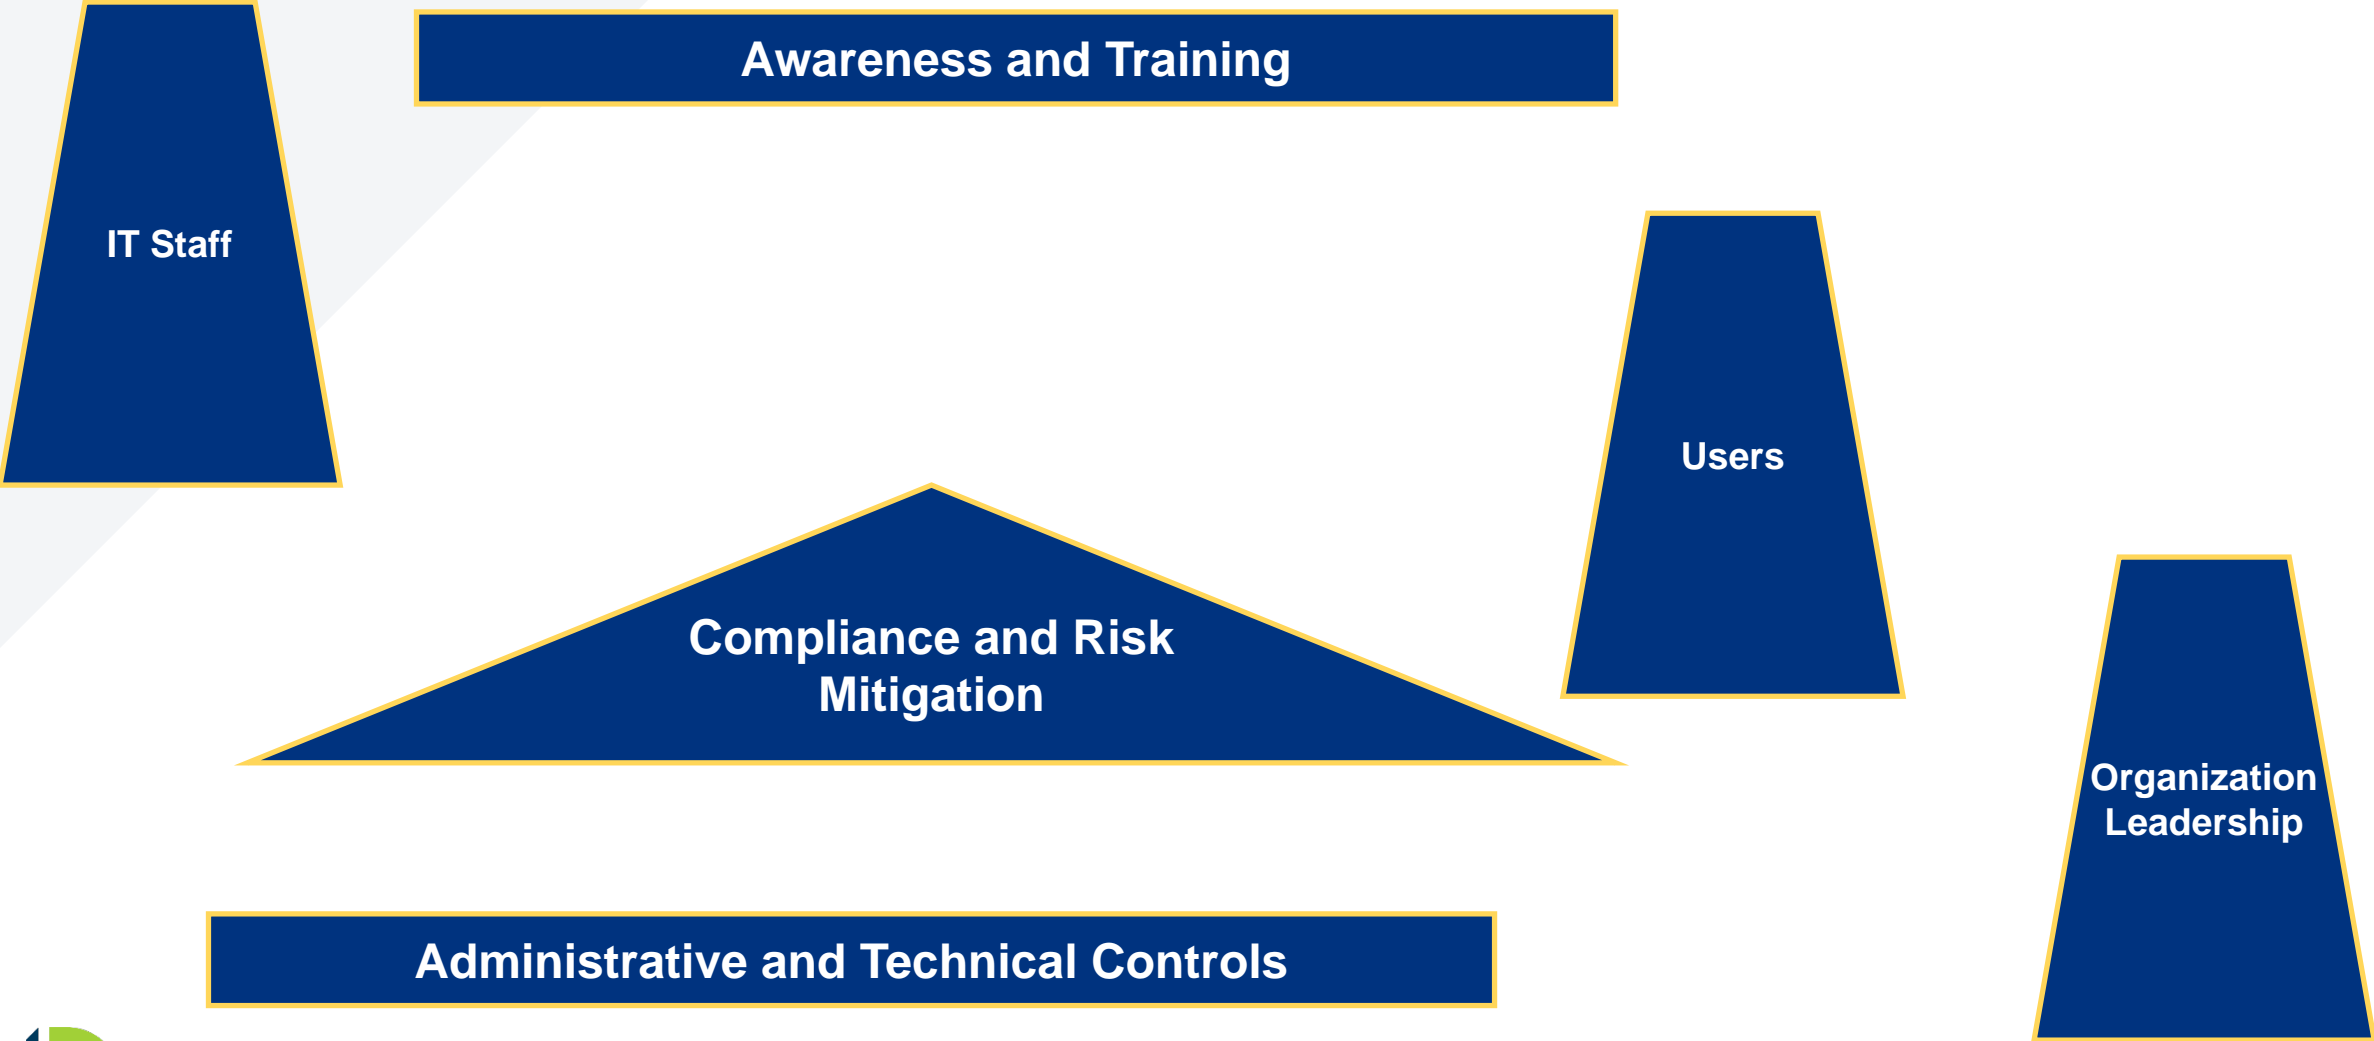 Awareness and Training
IT Staff
Users
Compliance and Risk
Mitigation
Organization
Leadership
Administrative and Technical Controls